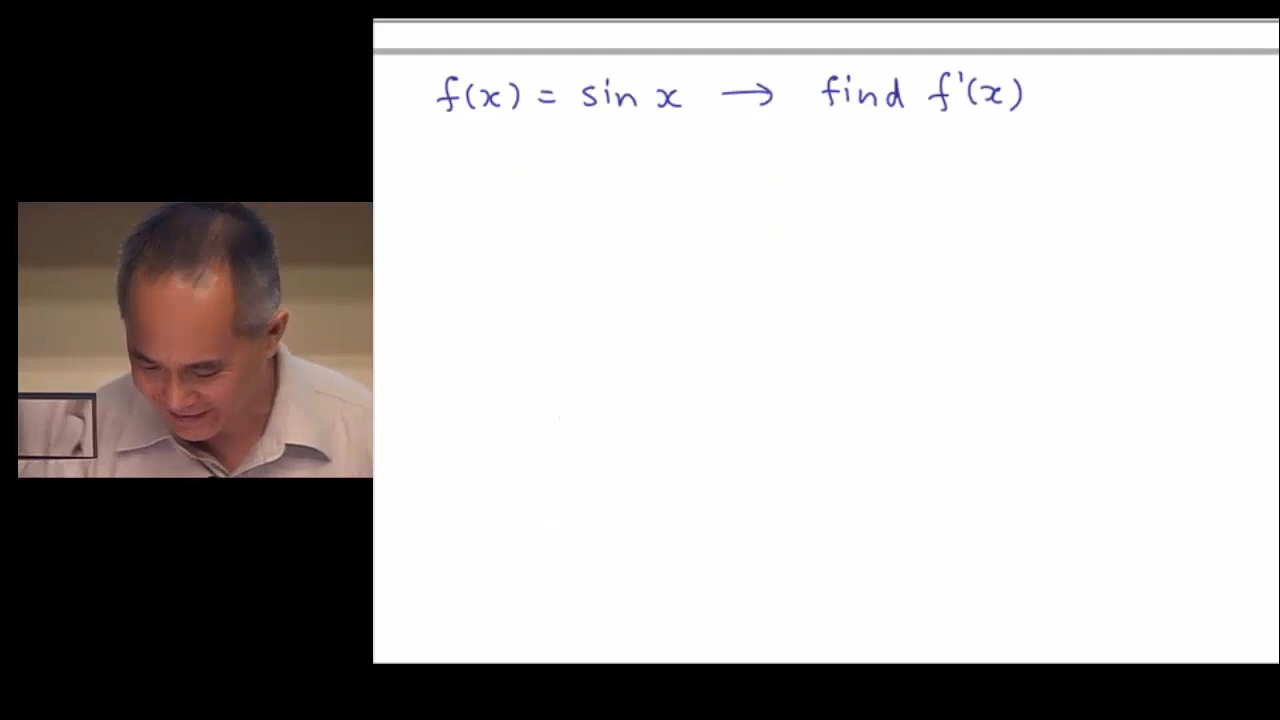 f(x) = sin x → find f'(x)